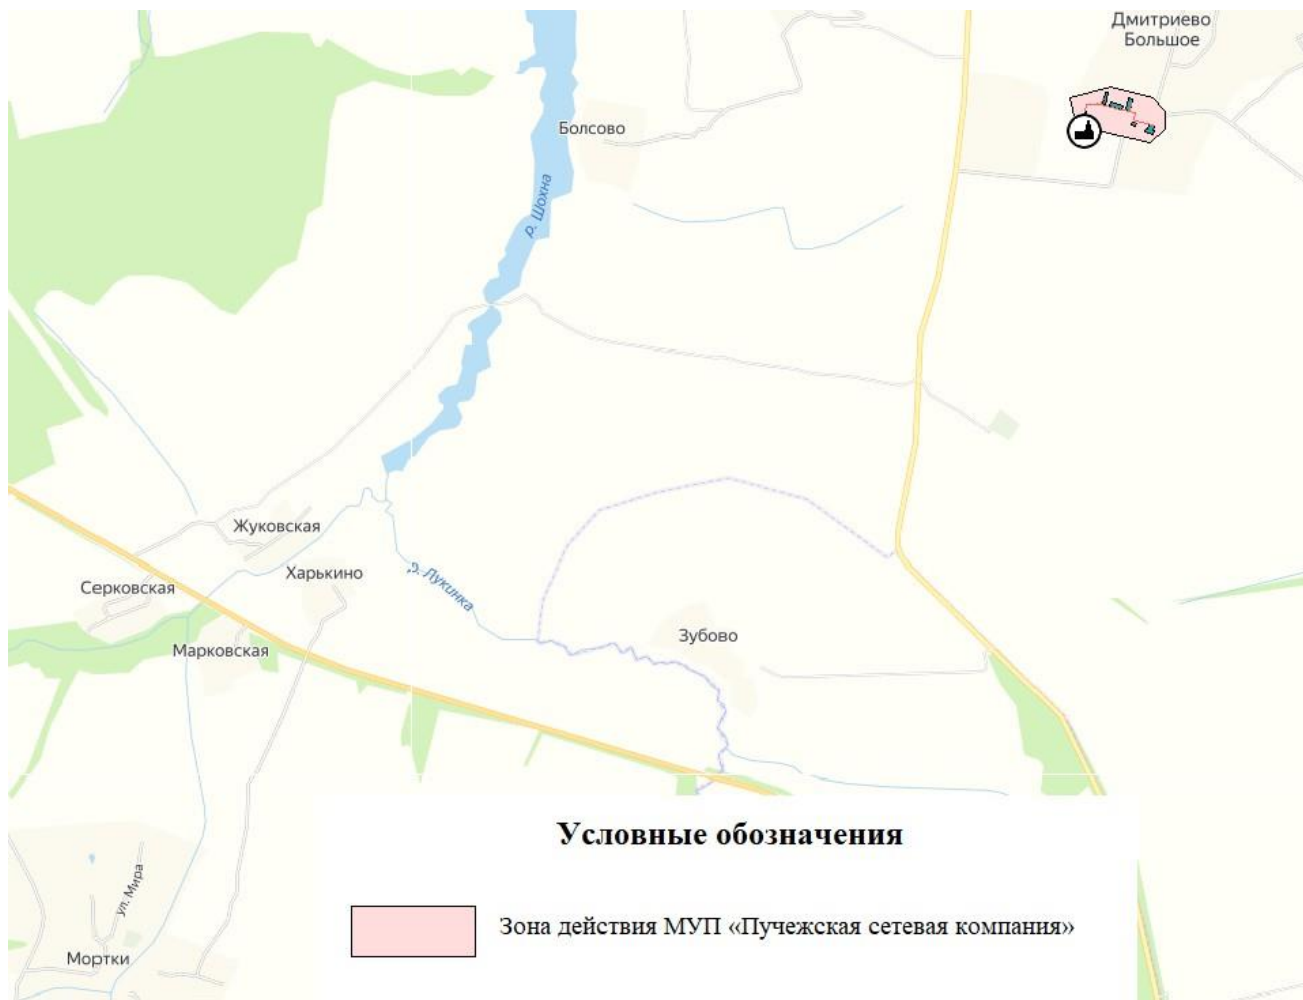 Дмитриево
Большое
Болсово
р. Шохна
Жуковская
Харькино
р. Лукинка
Серковская
Зубово
Марковская
Условные обозначения
ул. Мира
Зона действия МУП «Пучежская сетевая компания»
Мортки